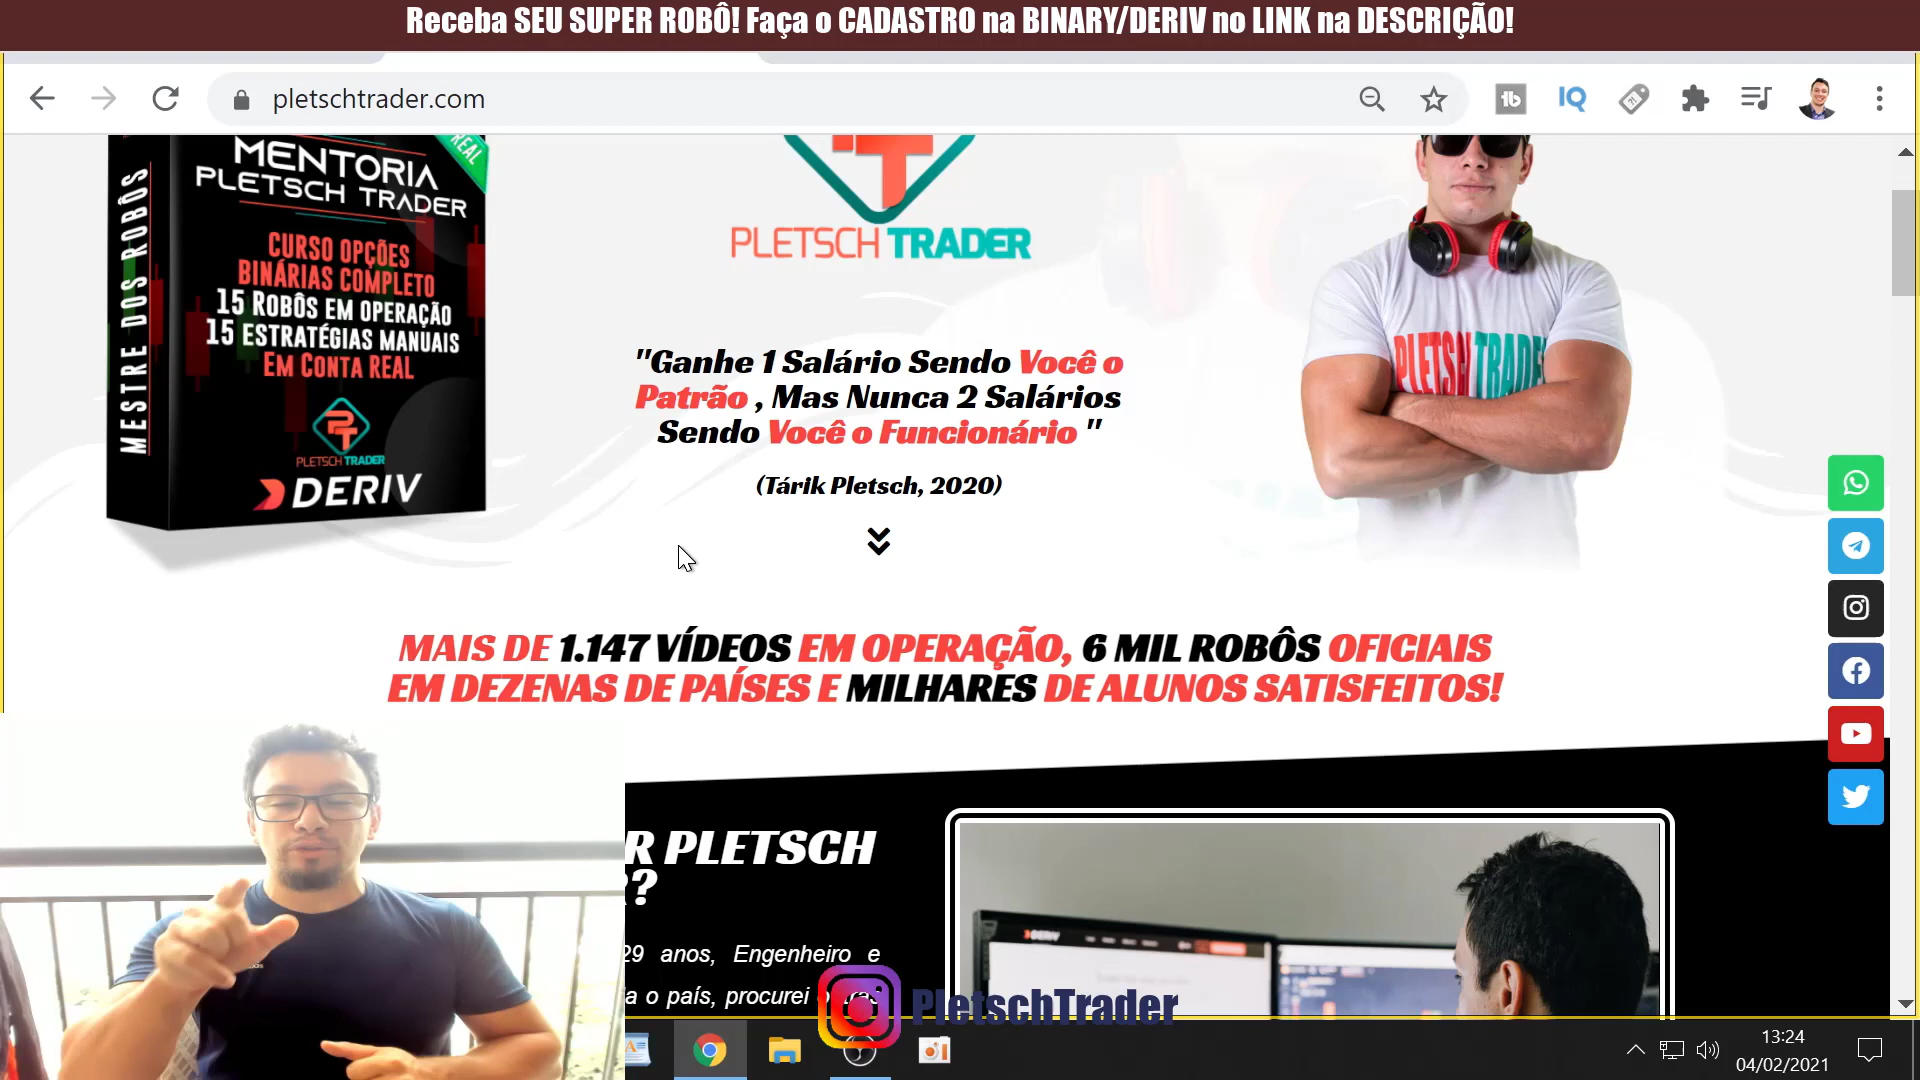 Receba SEU SUPER ROBÔ! Faça o CADASTRO na BINARY/DERIV no LINK na DESCRIÇÃO!
pletschtrader.com
REAL
MENTORIA
PLETSCH TRADER
CURSO OPÇÕES
BINÁRIAS COMPLETO
15 ROBÔS EM OPERAÇÃO
15 ESTRATÉGIAS MANUAIS
EM CONTA REAL
PLETSCH TRADER
DERIV
MESTRE DOS ROBÔS
PLETSCH TRADER
"Ganhe 1 Salário Sendo Você o
Patrão , Mas Nunca 2 Salários
Sendo Você o Funcionário "
(Tárik Pletsch, 2020)
PLETSCH TRADE
MAIS DE 1.147 VÍDEOS EM OPERAÇÃO, 6 MIL ROBÔS OFICIAIS
EM DEZENAS DE PAÍSES E MILHARES DE ALUNOS SATISFEITOS!
R PLETSCH
?
29 anos, Engenheiro e
a o país, procurei
DERIV
PletschTrader
13:24
04/02/2021